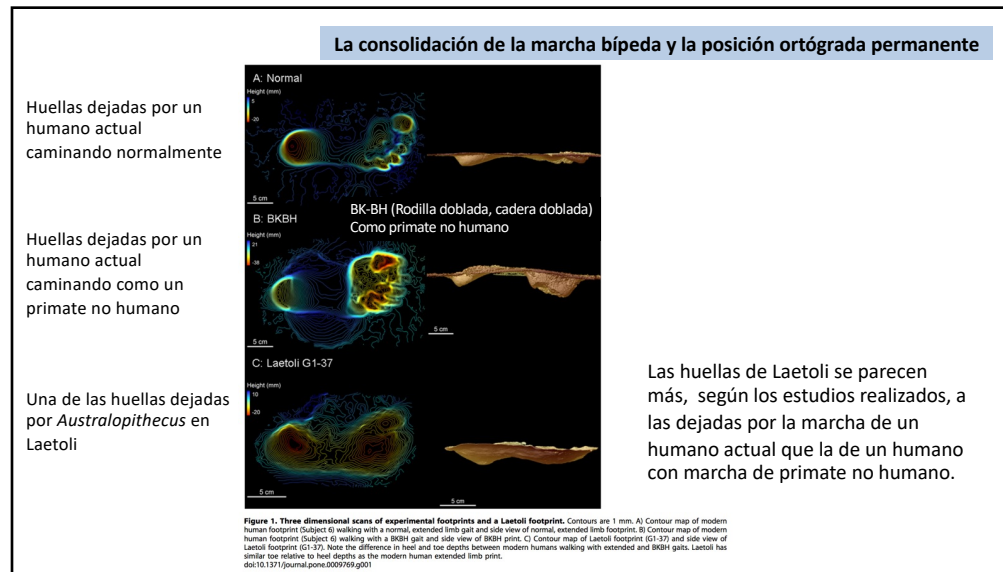 La consolidación de la marcha bípeda y la posición ortógrada permanente
Huellas dejadas por un
humano actual
caminando normalmente
A: Normal
Height (mm)
5
-20
5 cm
Huellas dejadas por un
humano actual
caminando como un
primate no humano
B: BKBH
Height (mm)
21
-38
BK-BH (Rodilla doblada, cadera doblada)
Como primate no humano
5 cm
5 cm
Una de las huellas dejadas
por Australopithecus en
Laetoli
C: Laetoli G1-37
Height (mm)
10
-20
5 cm
5 cm
Las huellas de Laetoli se parecen
más, según los estudios realizados, a
las dejadas por la marcha de un
humano actual que la de un humano
con marcha de primate no humano.
Figure 1. Three dimensional scans of experimental footprints and a Laetoli footprint. Contours are 1 mm. A) Contour map of modern
human footprint (Subject 6) walking with a normal, extended limb gait and side view of normal, extended limb footprint. B) Contour map of modern
human footprint (Subject 6) walking with a BKBH gait and side view of BKBH print. C) Contour map of Laetoli footprint (G1-37) and side view of
Laetoli footprint (G1-37). Note the difference in heel and toe depths between modern humans walking with extended and BKBH gaits. Laetoli has
similar toe relative to heel depths as the modern human extended limb print.
doi:10.1371/journal.pone.0009769.g001